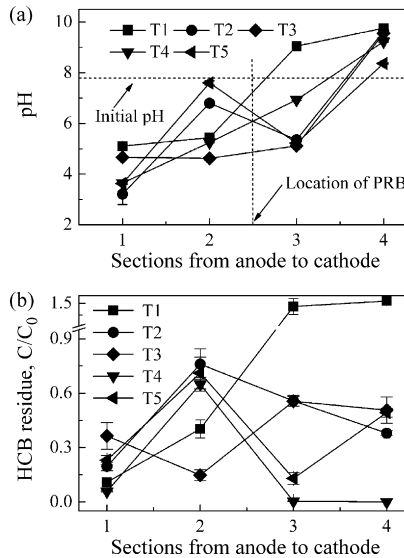 (a)
T1 T2 T3
T4 T5
10
8
6
4
2
pH
Initial pH
Location of PRB
1 2 3 4
Sections from anode to cathode
(b)
T1
T2
T3
T4
T5
1.5
0.9
0.6
0.3
0.0
HCB residue, C/C₀
1 2 3 4
Sections from anode to cathode